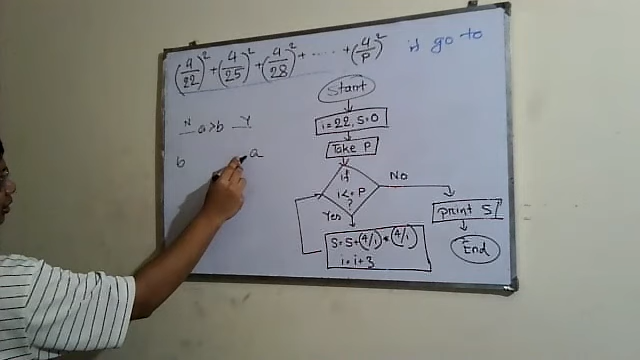 (4/22)² + (4/25)² + (4/28)² + ..... + (4/P)² if go to
Start
i=22, S=0
Take P
if
i<=P
?
No
Yes
S=S+(4/i)*(4/i)
i=i+3
print S
End
N a>b Y
b a